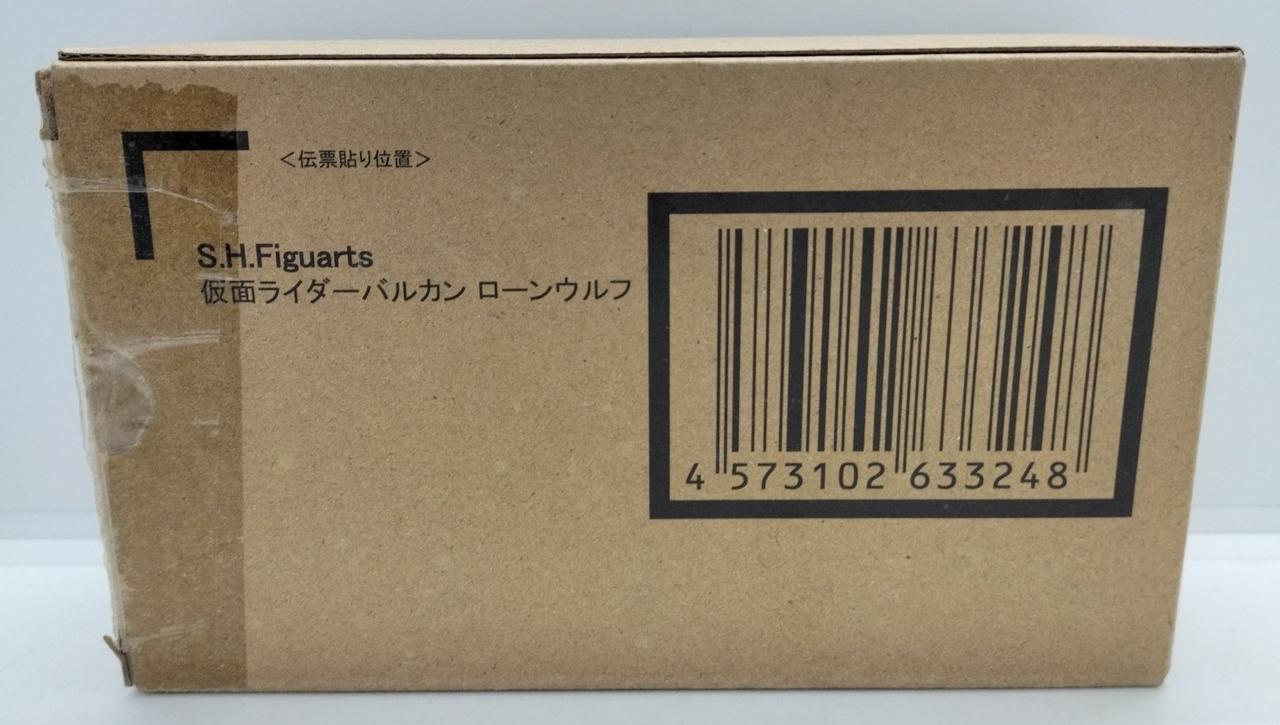 ＜伝票貼り位置＞
S.H.Figuarts
仮面ライダーバルカン ローンウルフ
4 573102 633248